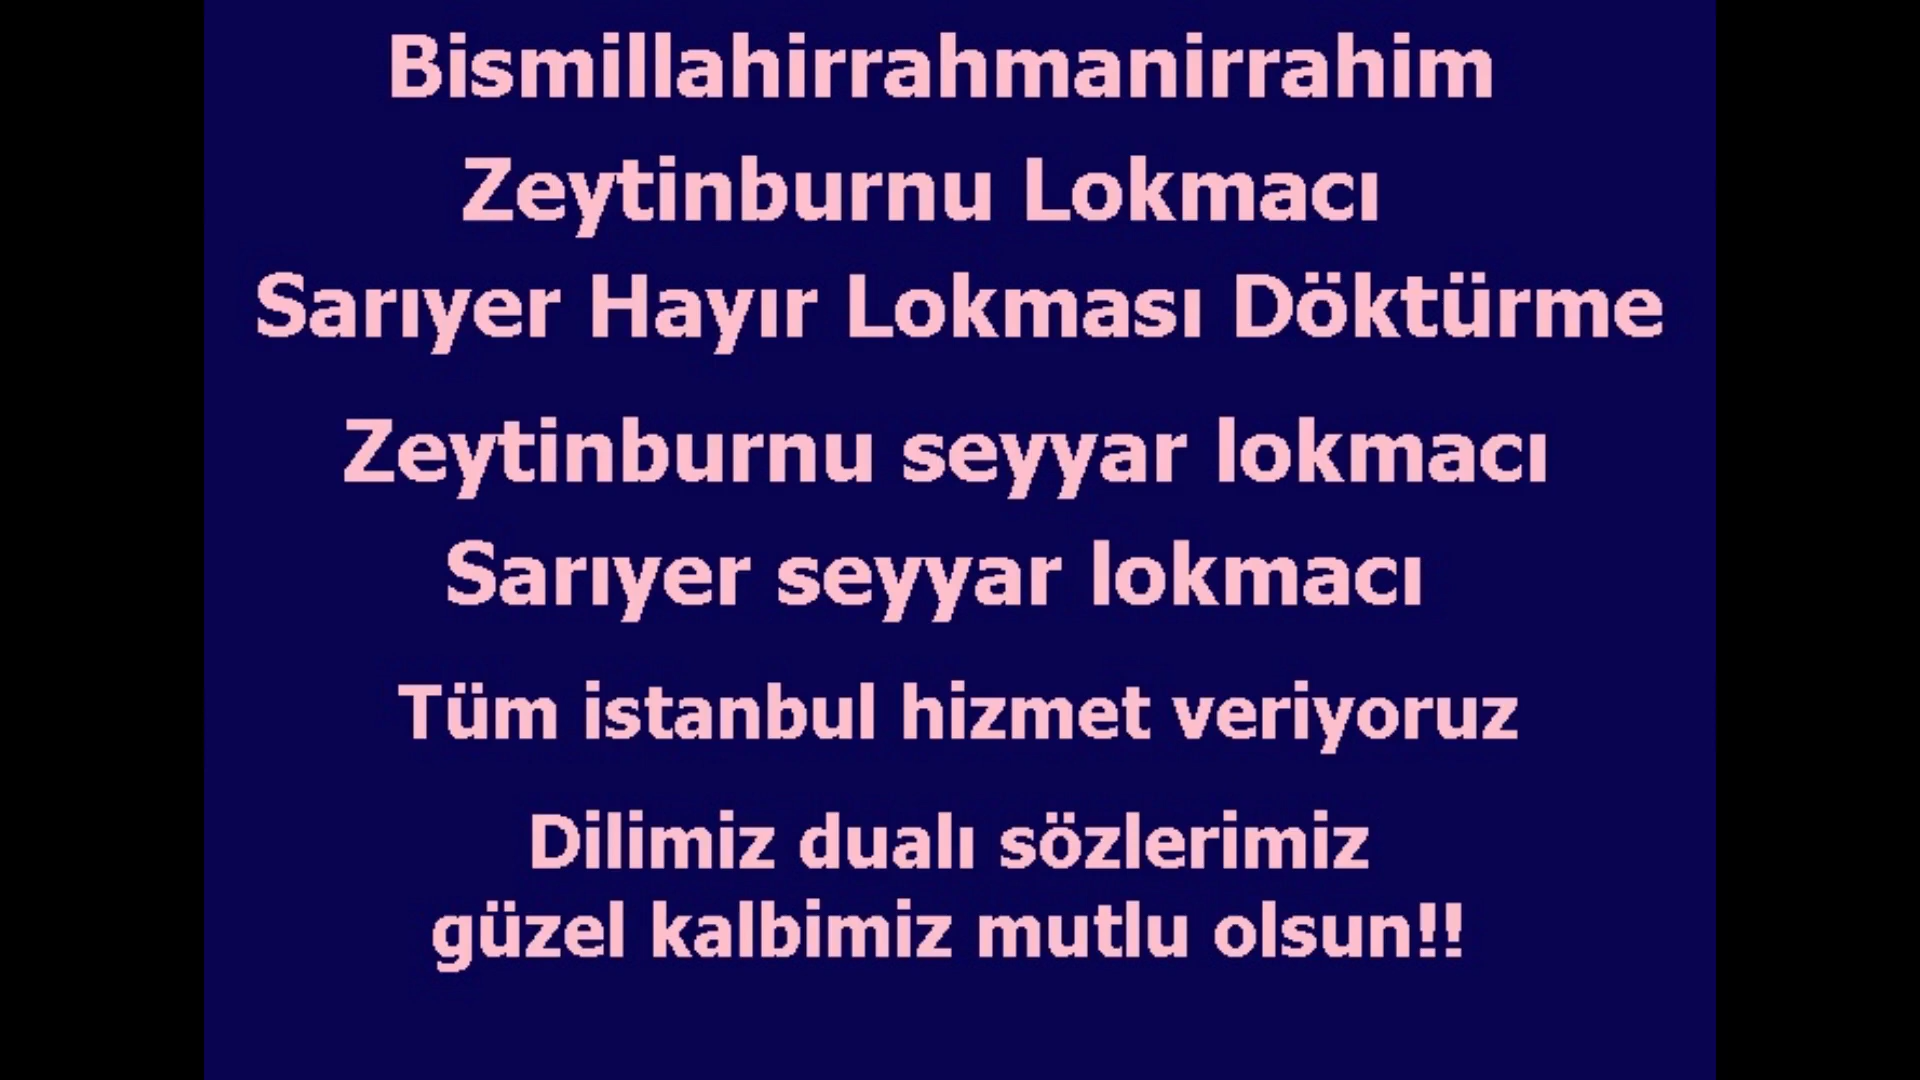 Bismillahirrahmanirrahim
Zeytinburnu Lokmacı
Sarıyer Hayır Lokması Döktürme
Zeytinburnu seyyar lokmacı
Sarıyer seyyar lokmacı
Tüm istanbul hizmet veriyoruz
Dilimiz dualı sözlerimiz
güzel kalbimiz mutlu olsun!!